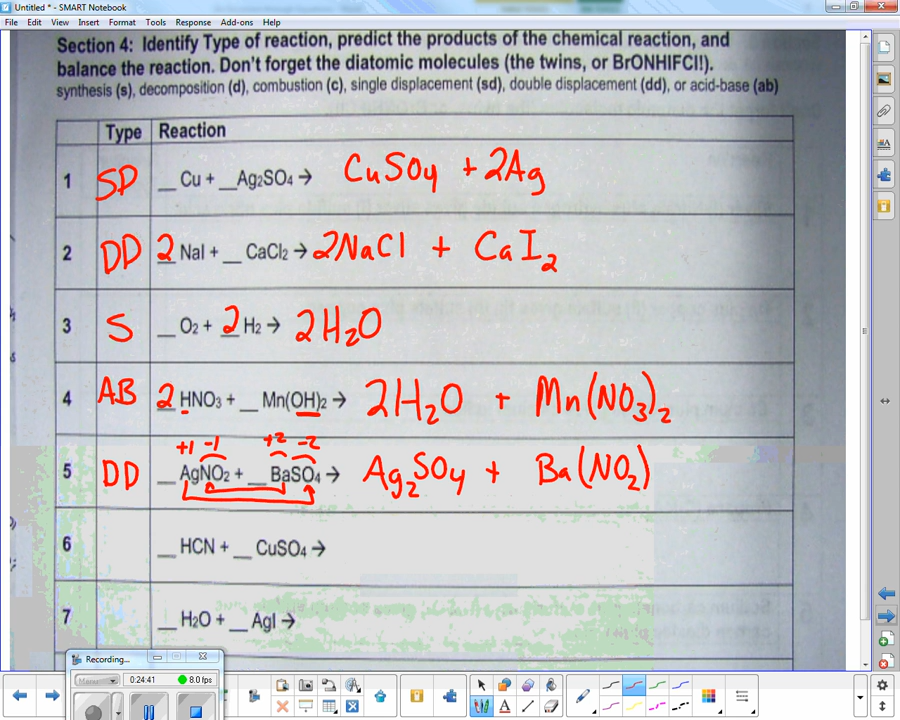 Untitled * - SMART Notebook
File Edit View Insert Format Tools Response Add-ons Help
Section 4: Identify Type of reaction, predict the products of the chemical reaction, and
balance the reaction. Don't forget the diatomic molecules (the twins, or BrONHIFCl!).
synthesis (s), decomposition (d), combustion (c), single displacement (sd), double displacement (dd), or acid-base (ab)
Type Reaction
1 SD __ Cu + __Ag2SO4 → CuSO4 + 2Ag
2 DD 2 NaI + __ CaCl2 → 2NaCl + CaI2
3 S __ O2 + 2 H2 → 2H2O
4 AB 2 HNO3 + __ Mn(OH)2 → 2H2O + Mn(NO3)2
+1 -1 +2 -2
5 DD __ AgNO2 + __ BaSO4 → Ag2SO4 + Ba(NO2)
6 __ HCN + __ CuSO4 →
7 __ H2O + __ AgI →
Recording...
0:24:41 8.0 fps